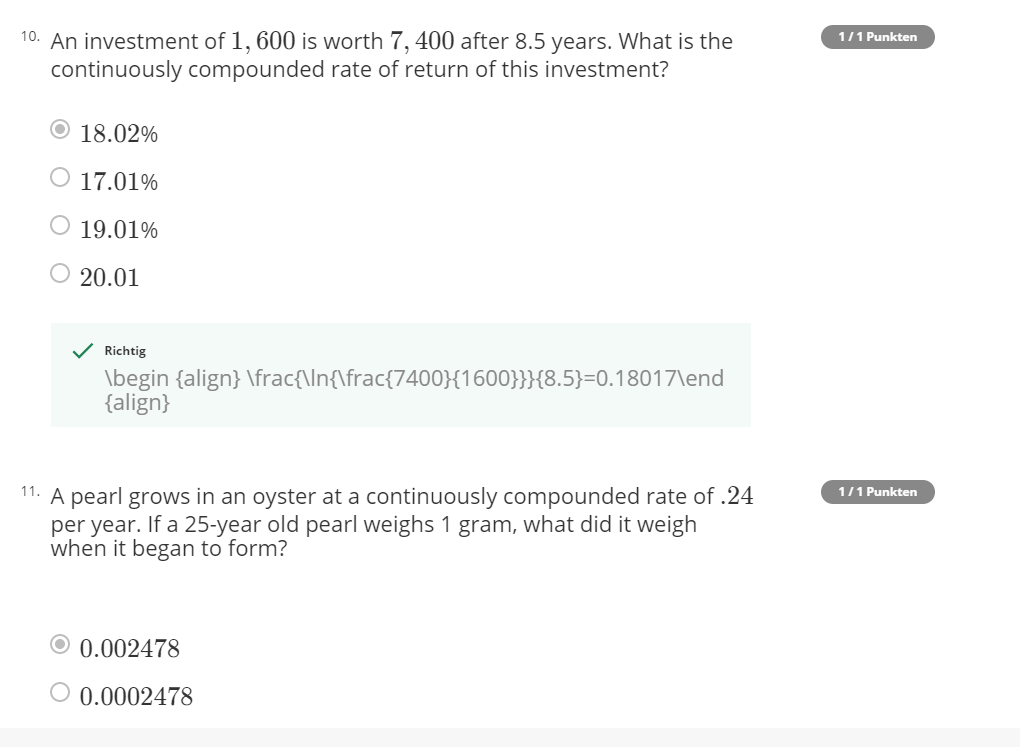 10. An investment of 1, 600 is worth 7, 400 after 8.5 years. What is the
1 / 1 Punkten
continuously compounded rate of return of this investment?
18.02%
17.01%
19.01%
20.01
Richtig
\begin {align} \frac{\ln{\frac{7400}{1600}}}{8.5}=0.18017\end
{align}
11. A pearl grows in an oyster at a continuously compounded rate of .24
1 / 1 Punkten
per year. If a 25-year old pearl weighs 1 gram, what did it weigh
when it began to form?
0.002478
0.0002478